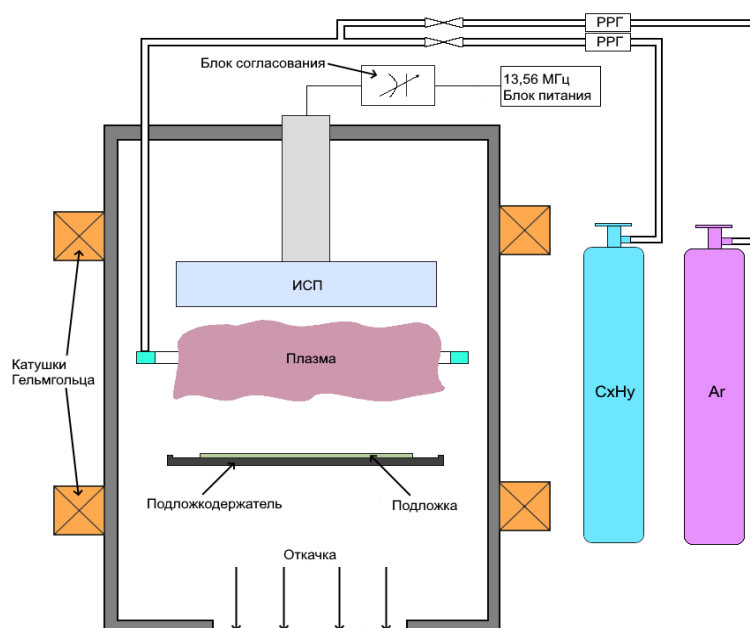 РРГ
РРГ
Блок согласования
13,56 МГц
Блок питания
ИСП
Плазма
Катушки
Гельмгольца
CxHy
Ar
Подложкодержатель
Подложка
Откачка